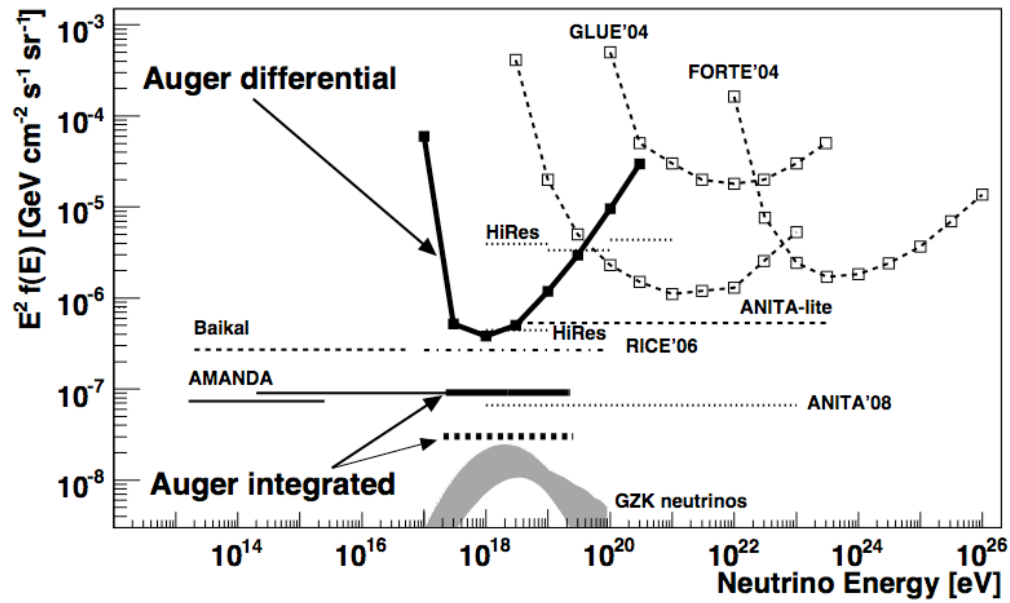 10⁻³
GLUE'04
FORTE'04
Auger differential
10⁻⁴
10⁻⁵
HiRes
10⁻⁶
ANITA-lite
Baikal
HiRes
RICE'06
AMANDA
10⁻⁷
ANITA'08
Auger integrated
10⁻⁸
GZK neutrinos
E² f(E) [GeV cm⁻² s⁻¹ sr⁻¹]
10¹⁴ 10¹⁶ 10¹⁸ 10²⁰ 10²² 10²⁴ 10²⁶
Neutrino Energy [eV]